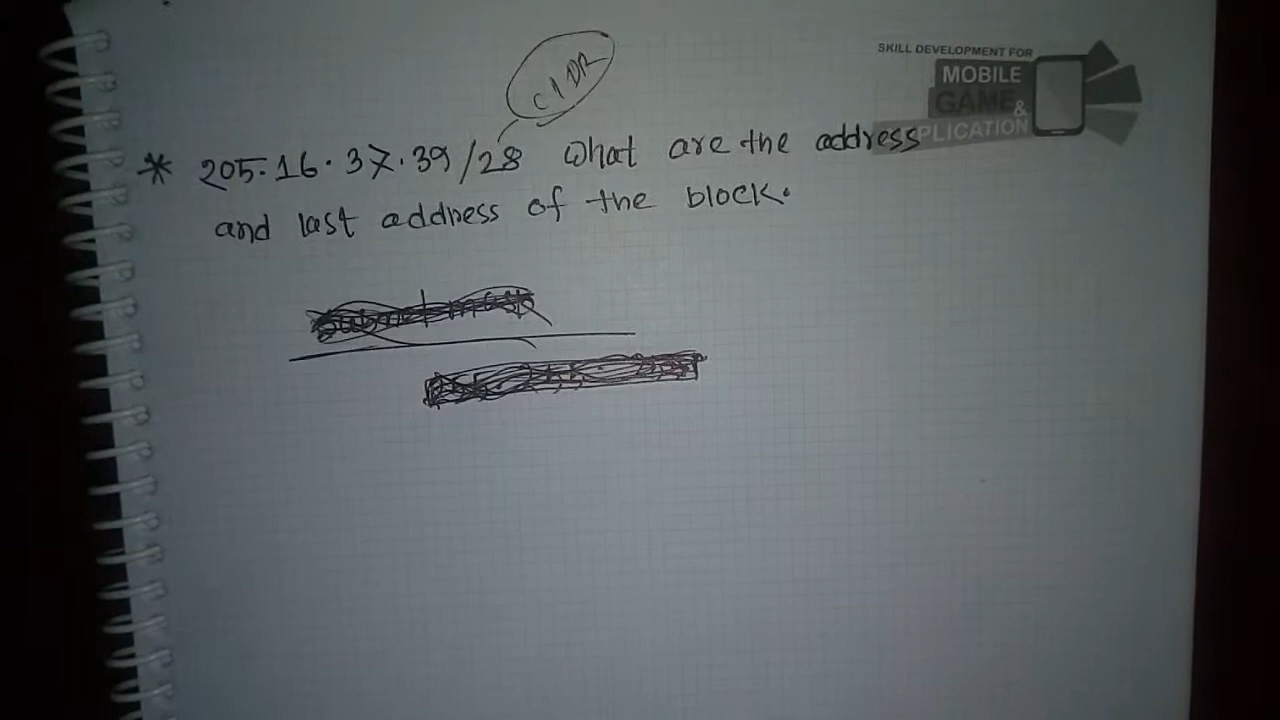 SKILL DEVELOPMENT FOR
MOBILE
GAME &
PLICATION
CIDR
* 205.16.37.39/28 What are the address
and last address of the block.